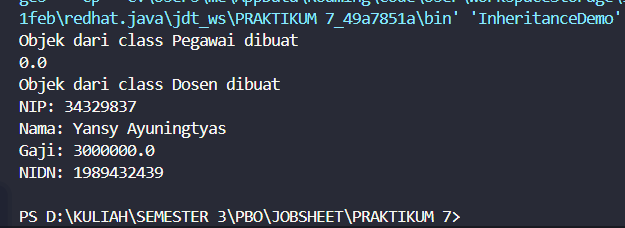 1feb\redhat.java\jdt_ws\PRAKTIKUM 7_49a7851a\bin' 'InheritanceDemo'
Objek dari class Pegawai dibuat
0.0
Objek dari class Dosen dibuat
NIP: 34329837
Nama: Yansy Ayuningtyas
Gaji: 3000000.0
NIDN: 1989432439
PS D:\KULIAH\SEMESTER 3\PBO\JOBSHEET\PRAKTIKUM 7>